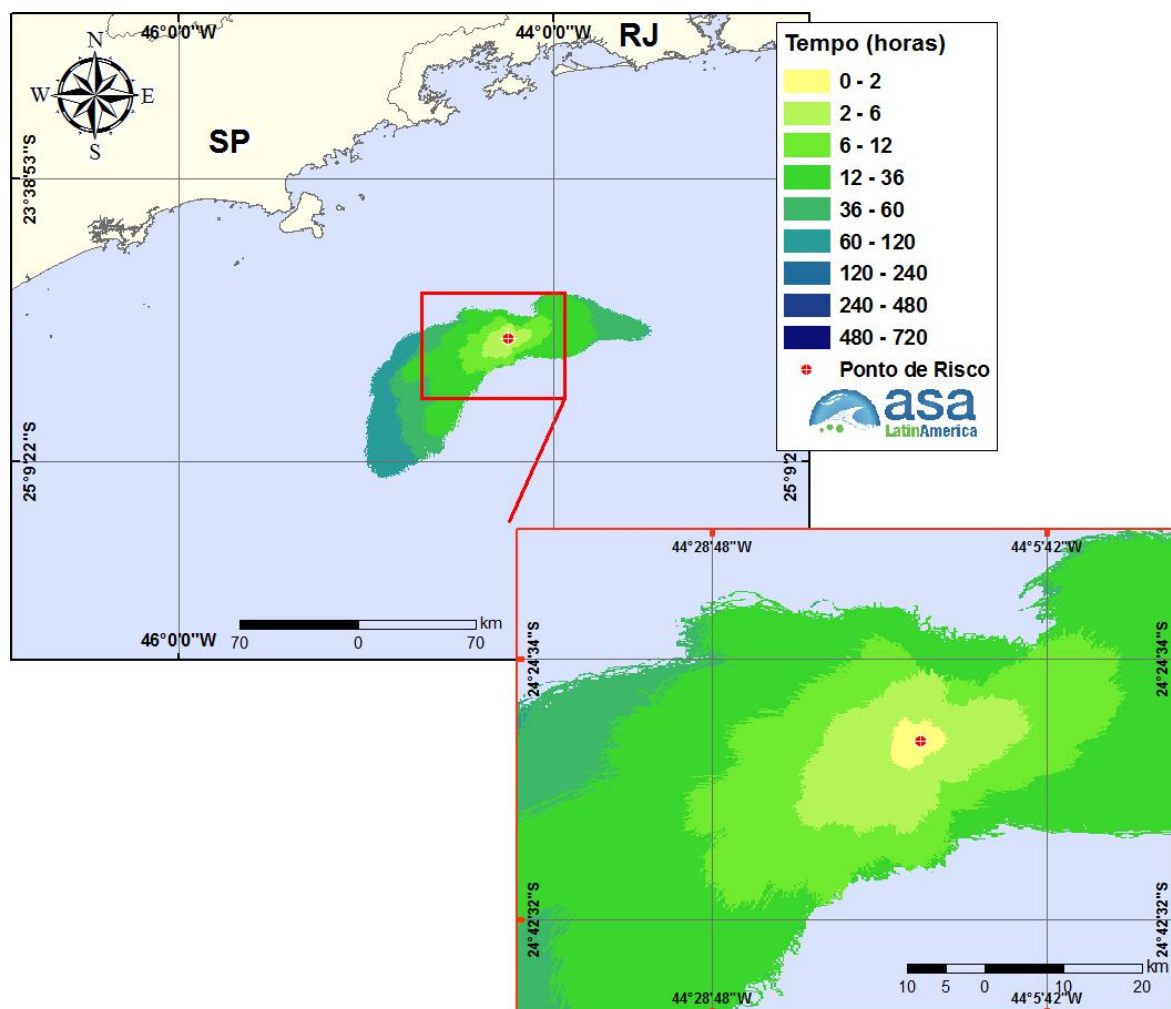 46°0'0"W
44°0'0"W
RJ
N
W
E
S
SP
23°38'53"S
25°9'22"S
25°9'2
46°0'0"W
70
0
70
km
Tempo (horas)
0 - 2
2 - 6
6 - 12
12 - 36
36 - 60
60 - 120
120 - 240
240 - 480
480 - 720
Ponto de Risco
asa
LatinAmerica
44°28'48"W
44°5'42"W
24°24'34"S
24°24'34"S
24°42'32"S
24°42'32"S
10
5
0
10
20
km
44°28'48"W
44°5'42"W